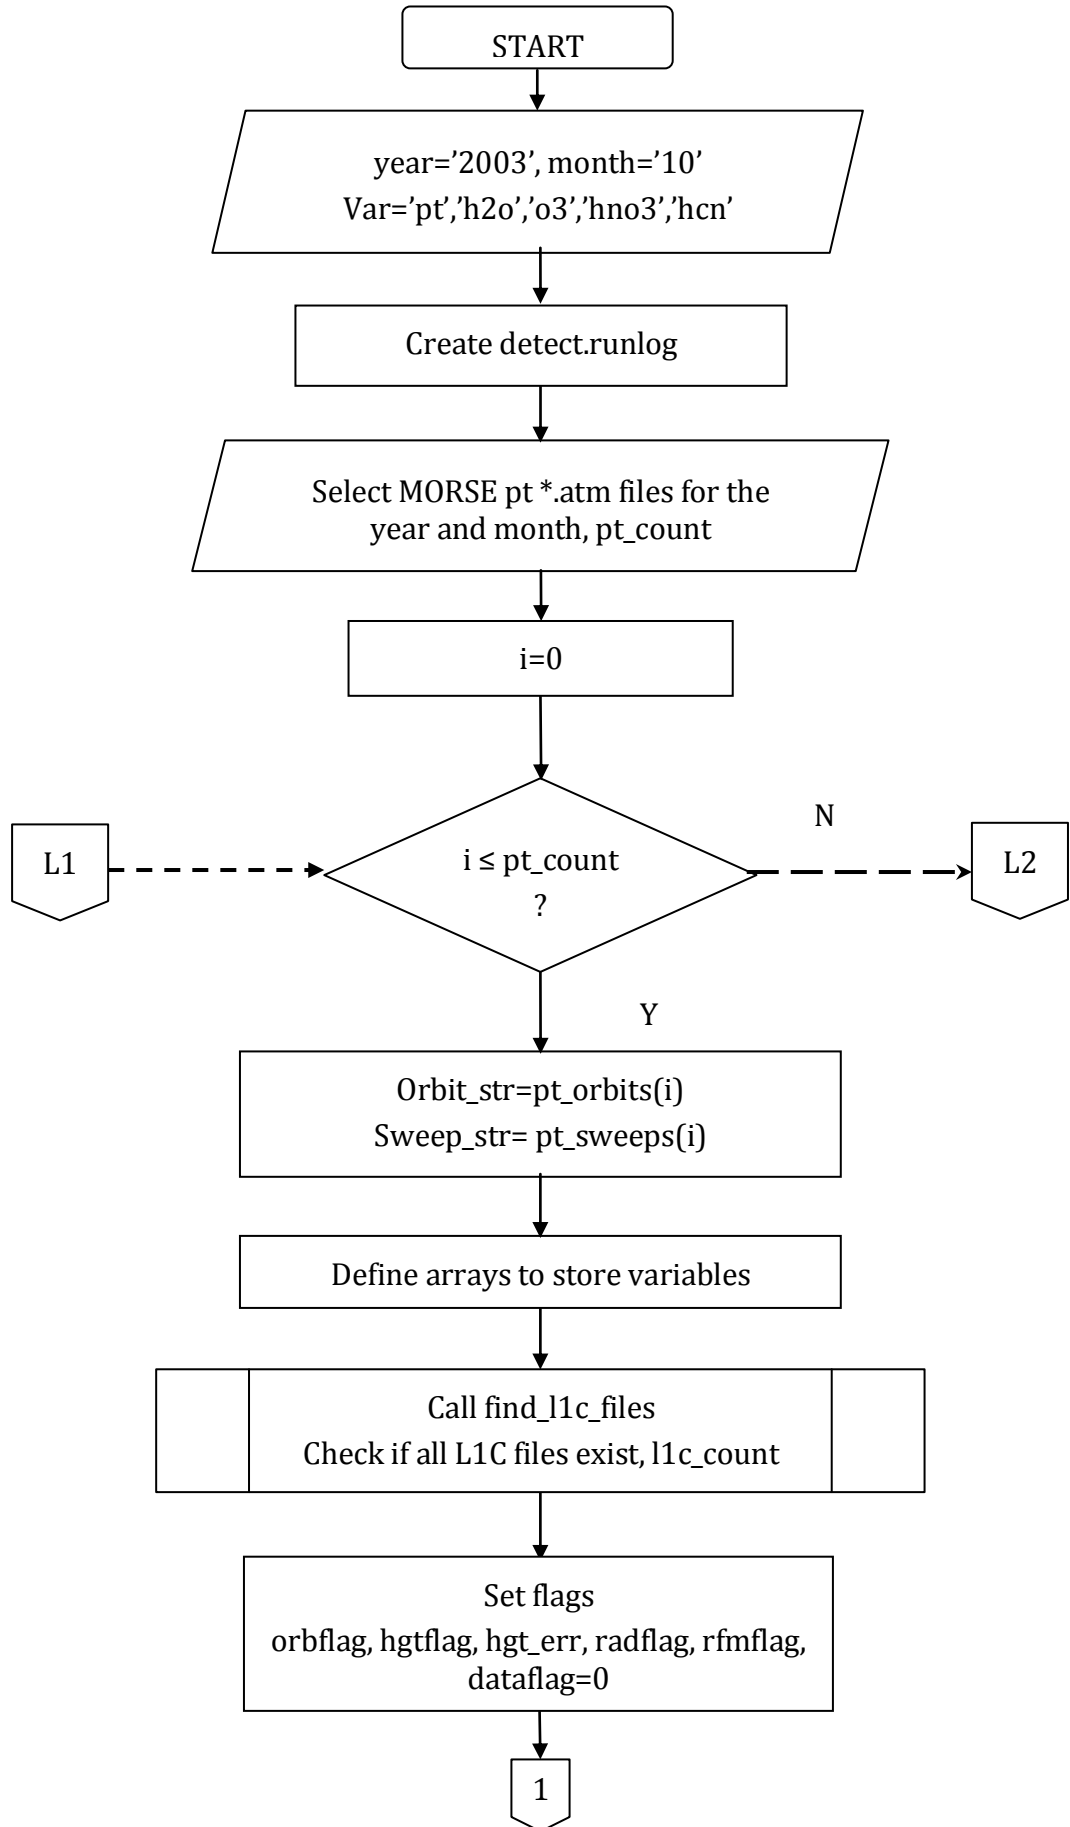 START
year=’2003’, month=’10’
Var=’pt’,’h2o’,’o3’,’hno3’,’hcn’
Create detect.runlog
Select MORSE pt *.atm files for the
year and month, pt_count
i=0
N
L1
i ≤ pt_count
?
L2
Y
Orbit_str=pt_orbits(i)
Sweep_str= pt_sweeps(i)
Define arrays to store variables
Call find_l1c_files
Check if all L1C files exist, l1c_count
Set flags
orbflag, hgtflag, hgt_err, radflag, rfmflag,
dataflag=0
1